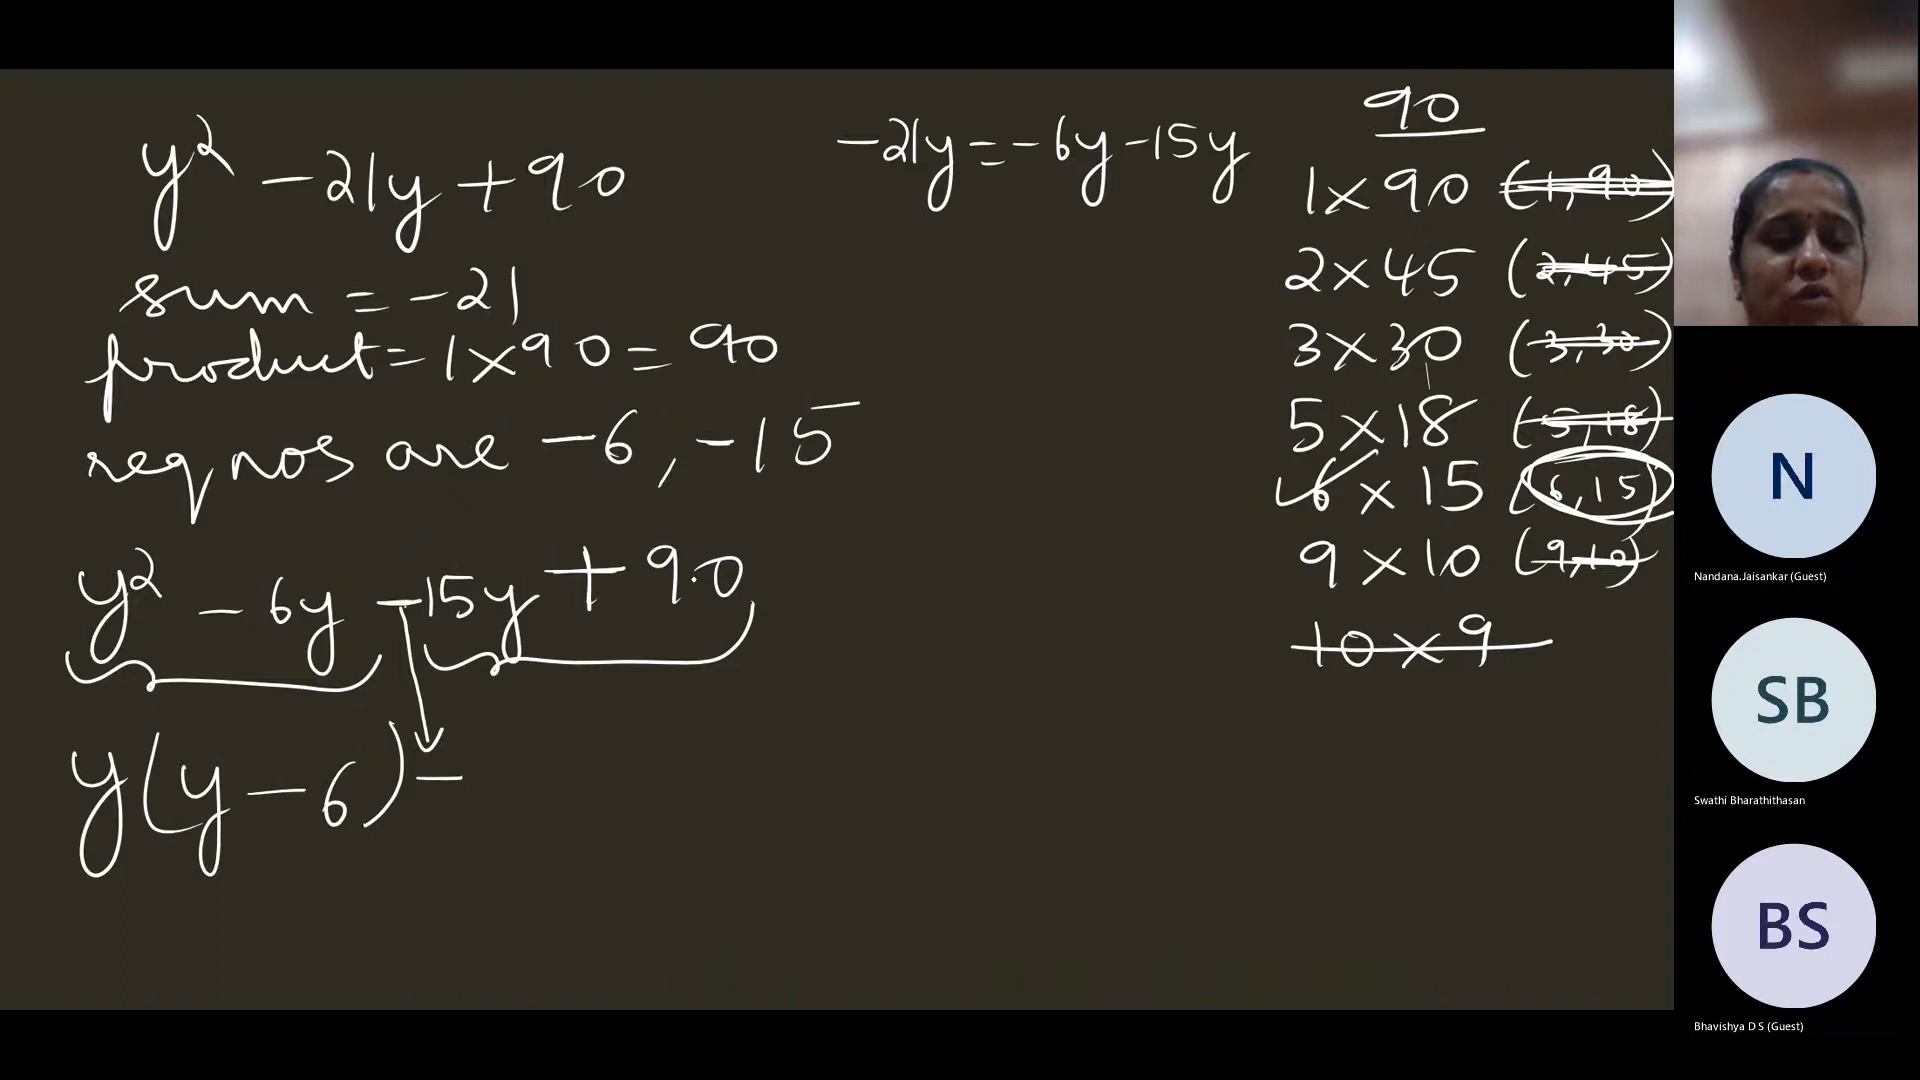 y² - 21y + 90
sum = -21
product = 1 x 90 = 90
req nos are -6, -15
y² - 6y - 15y + 90
y(y - 6) -
-21y = -6y - 15y
90
1 x 90 (1, 90)
2 x 45 (2, 45)
3 x 30 (3, 30)
5 x 18 (5, 18)
6 x 15 (6, 15)
9 x 10 (9, 10)
10 x 9
N
Nandana.Jaisankar (Guest)
SB
Swathi Bharathithasan
BS
Bhavishya D S (Guest)